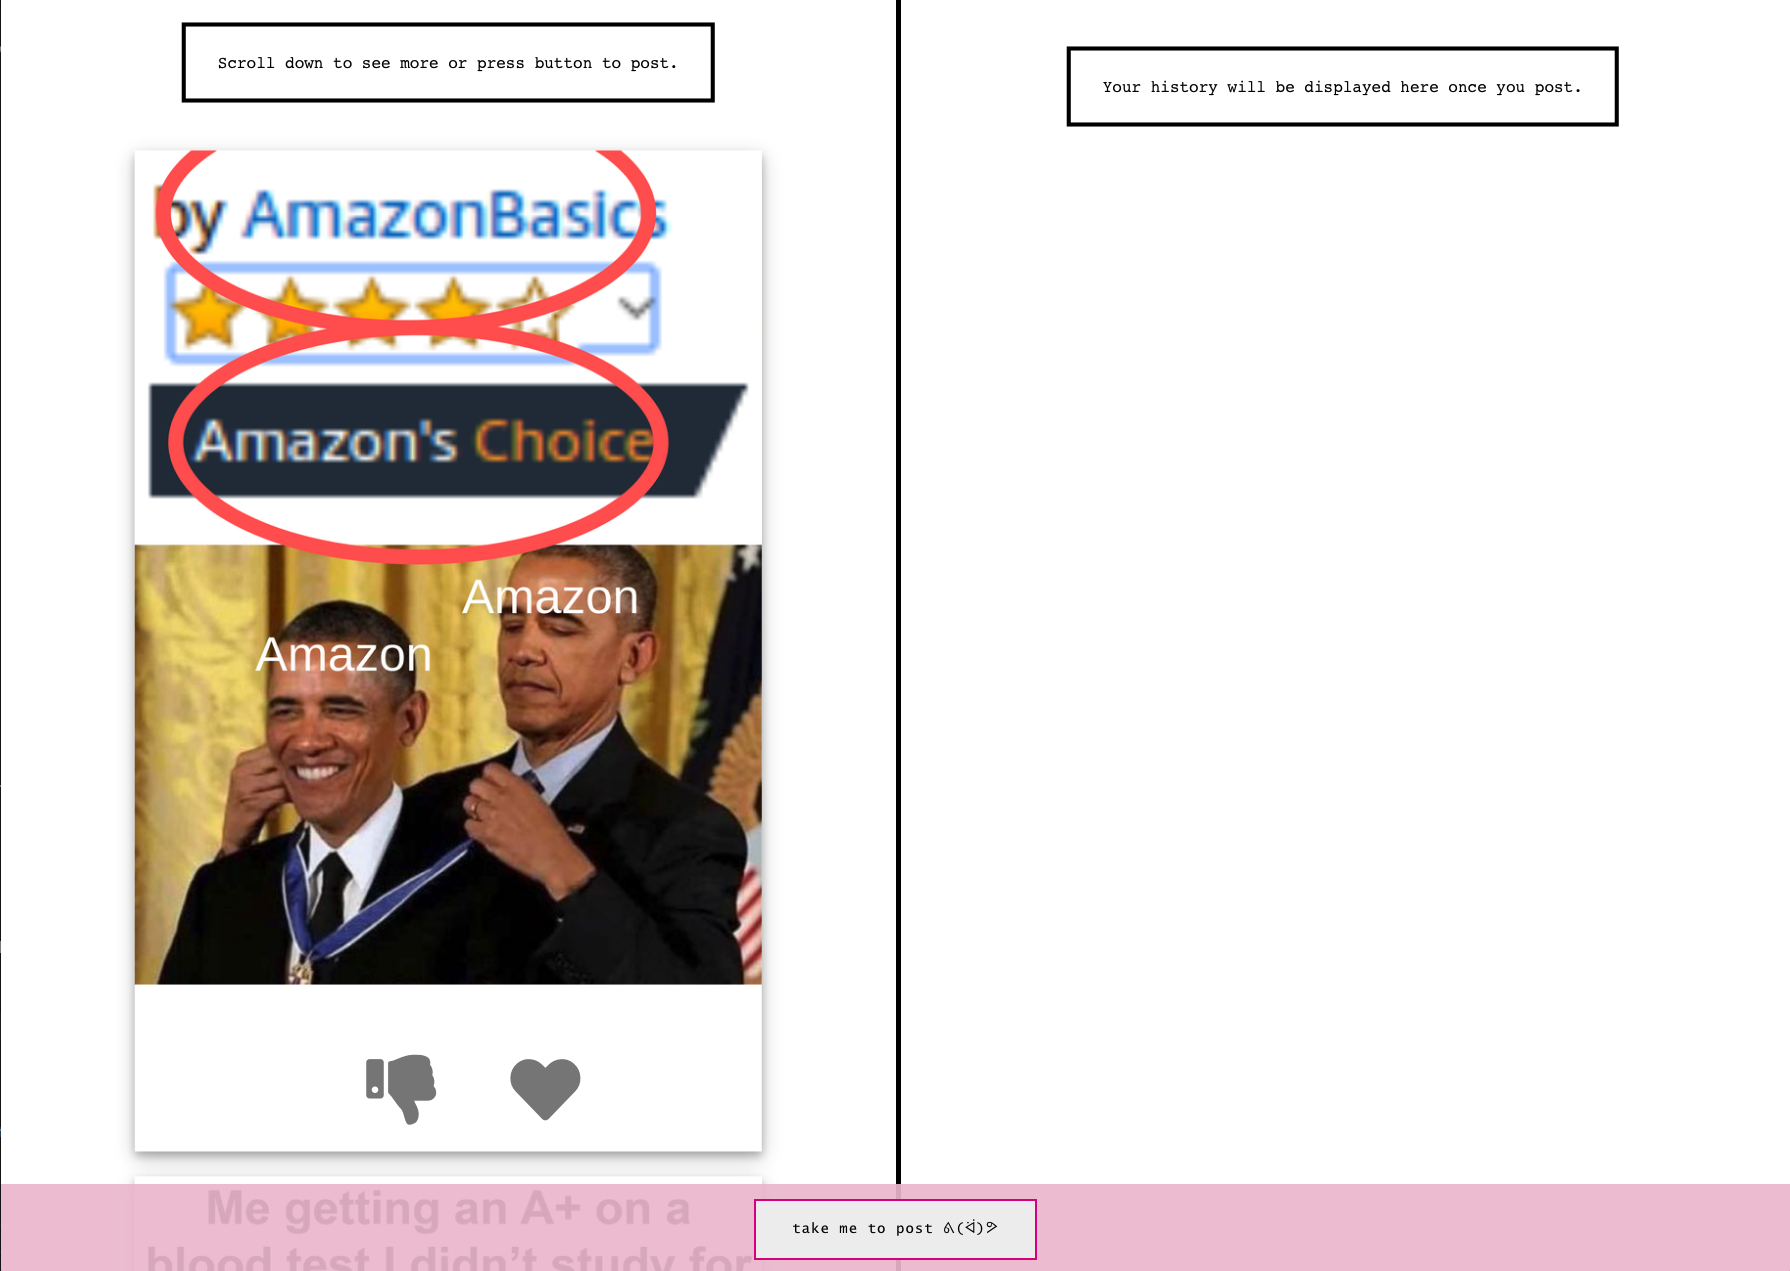 Scroll down to see more or press button to post.
by AmazonBasics
Amazon's Choice
Amazon
Amazon
Me getting an A+ on a
blood test I didn’t study for
take me to post
Your history will be displayed here once you post.